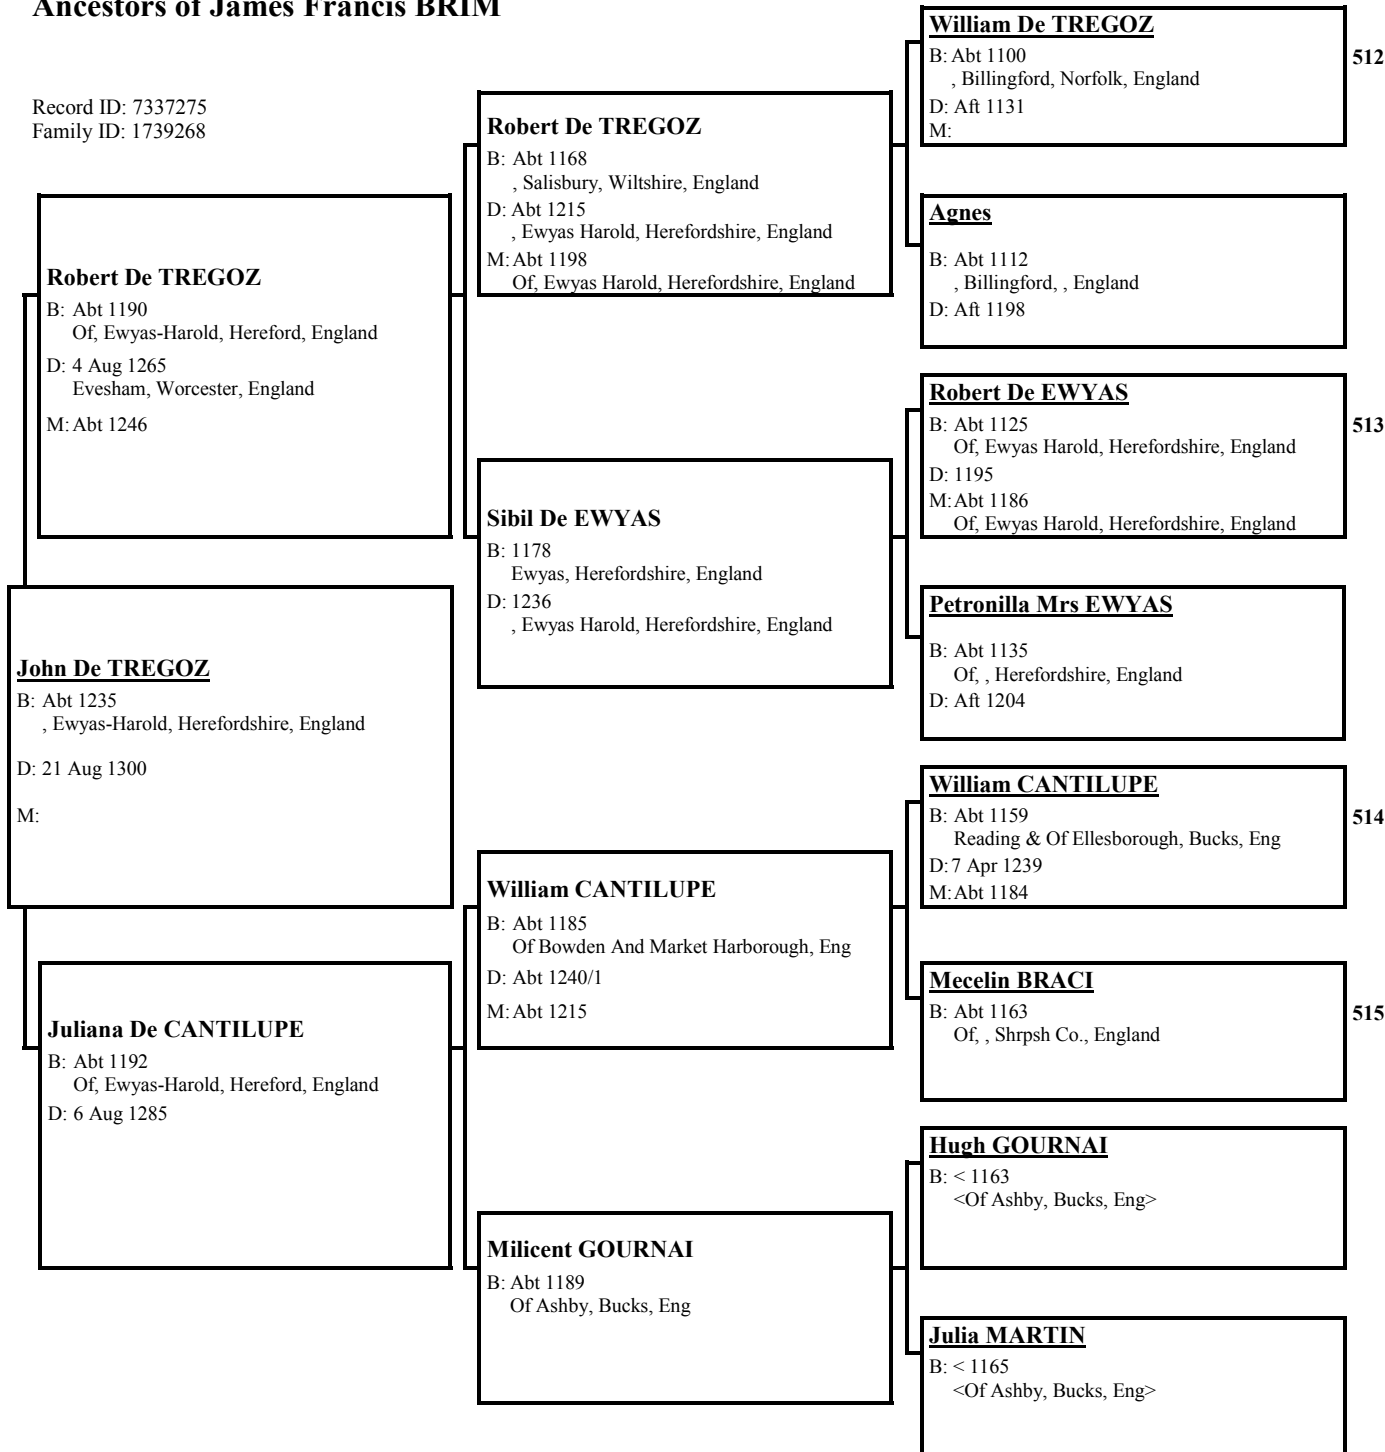 Ancestors of James Francis BRIM
Record ID: 7337275
Family ID: 1739268
John De TREGOZ
B: Abt 1235
, Ewyas-Harold, Herefordshire, England
D: 21 Aug 1300
M:
Robert De TREGOZ
B: Abt 1190
Of, Ewyas-Harold, Hereford, England
D: 4 Aug 1265
Evesham, Worcester, England
M: Abt 1246
Juliana De CANTILUPE
B: Abt 1192
Of, Ewyas-Harold, Hereford, England
D: 6 Aug 1285
Robert De TREGOZ
B: Abt 1168
, Salisbury, Wiltshire, England
D: Abt 1215
, Ewyas Harold, Herefordshire, England
M: Abt 1198
Of, Ewyas Harold, Herefordshire, England
Sibil De EWYAS
B: 1178
Ewyas, Herefordshire, England
D: 1236
, Ewyas Harold, Herefordshire, England
William CANTILUPE
B: Abt 1185
Of Bowden And Market Harborough, Eng
D: Abt 1240/1
M: Abt 1215
Milicent GOURNAI
B: Abt 1189
Of Ashby, Bucks, Eng
William De TREGOZ
B: Abt 1100
, Billingford, Norfolk, England
D: Aft 1131
M:
512
Agnes
B: Abt 1112
, Billingford, , England
D: Aft 1198
Robert De EWYAS
B: Abt 1125
Of, Ewyas Harold, Herefordshire, England
D: 1195
M: Abt 1186
Of, Ewyas Harold, Herefordshire, England
513
Petronilla Mrs EWYAS
B: Abt 1135
Of, , Herefordshire, England
D: Aft 1204
William CANTILUPE
B: Abt 1159
Reading & Of Ellesborough, Bucks, Eng
D: 7 Apr 1239
M: Abt 1184
514
Mecelin BRACI
B: Abt 1163
Of, , Shrpsh Co., England
515
Hugh GOURNAI
B: < 1163
<Of Ashby, Bucks, Eng>
Julia MARTIN
B: < 1165
<Of Ashby, Bucks, Eng>